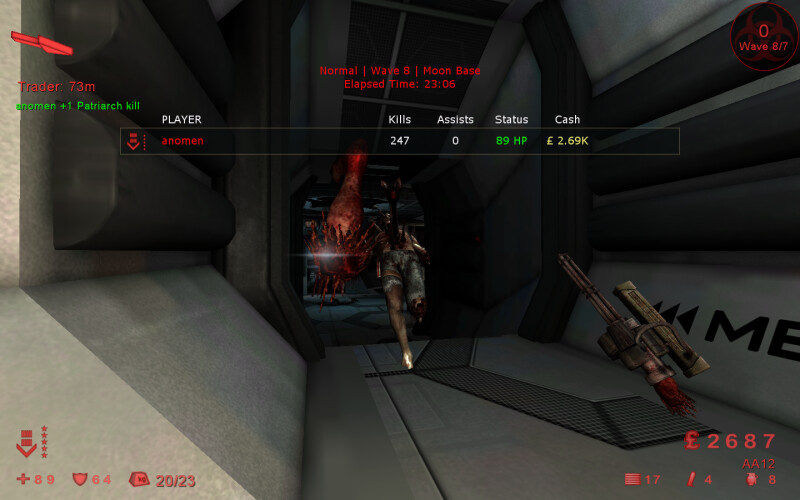 0
Wave 8/7
Normal | Wave 8 | Moon Base
Elapsed Time: 23:06
Trader: 73m
anomen +1 Patriarch kill
PLAYER Kills Assists Status Cash
anomen 247 0 89 HP £ 2.69K
ME
£ 2687
AA12
89 64 20/23 17 4 8